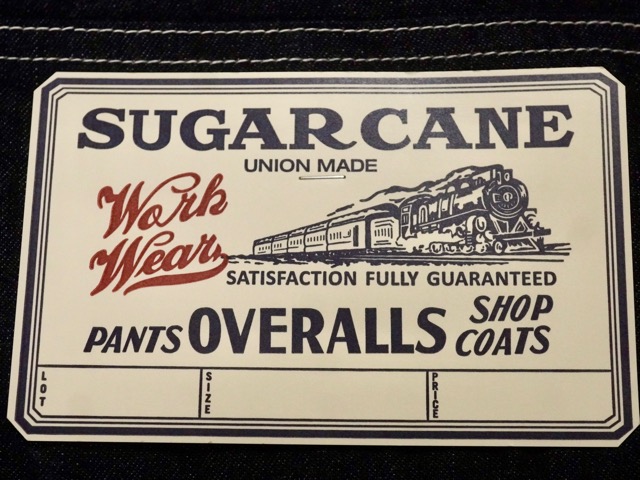 SUGAR CANE
UNION MADE
Work
Wear
SATISFACTION FULLY GUARANTEED
PANTS OVERALLS SHOP COATS
LOT SIZE PRICE